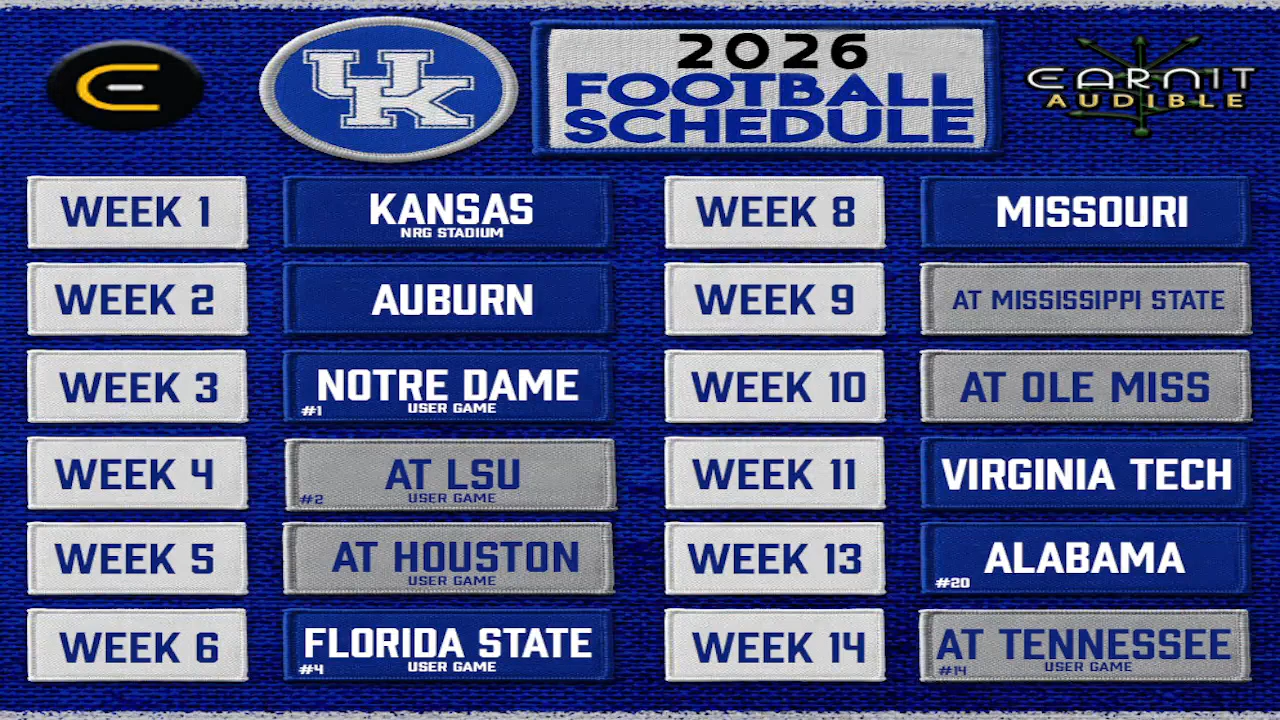 E
UK
2026
FOOTBALL
SCHEDULE
EARNIT
AUDIBLE
WEEK 1
KANSAS
NRG STADIUM
WEEK 2
AUBURN
WEEK 3
NOTRE DAME
#1
USER GAME
WEEK 4
AT LSU
#2
USER GAME
WEEK 5
AT HOUSTON
USER GAME
WEEK 6
FLORIDA STATE
#4
USER GAME
WEEK 8
MISSOURI
WEEK 9
AT MISSISSIPPI STATE
WEEK 10
AT OLE MISS
WEEK 11
VIRGINIA TECH
WEEK 13
ALABAMA
#20
WEEK 14
AT TENNESSEE
#14
USER GAME